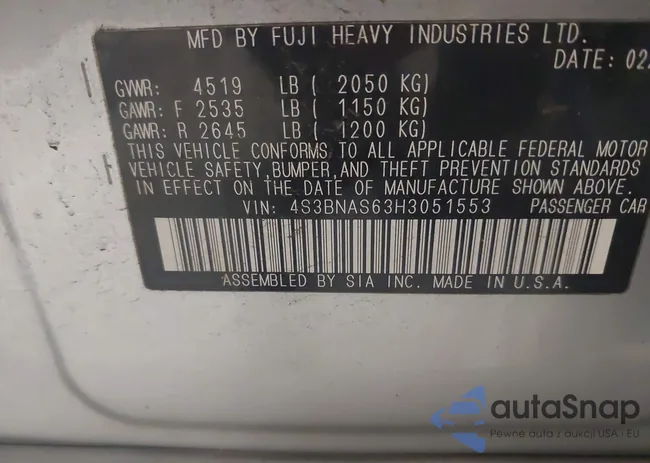 MFD BY FUJI HEAVY INDUSTRIES LTD.
DATE: 02
GVWR: 4519 LB ( 2050 KG)
GAWR: F 2535 LB ( 1150 KG)
GAWR: R 2645 LB ( 1200 KG)
THIS VEHICLE CONFORMS TO ALL APPLICABLE FEDERAL MOTOR
VEHICLE SAFETY,BUMPER,AND THEFT PREVENTION STANDARDS
IN EFFECT ON THE DATE OF MANUFACTURE SHOWN ABOVE.
VIN: 4S3BNAS63H3051553 PASSENGER CAR
ASSEMBLED BY SIA INC. MADE IN U.S.A.
autaSnap
Pewne auta z aukcji USA i EU